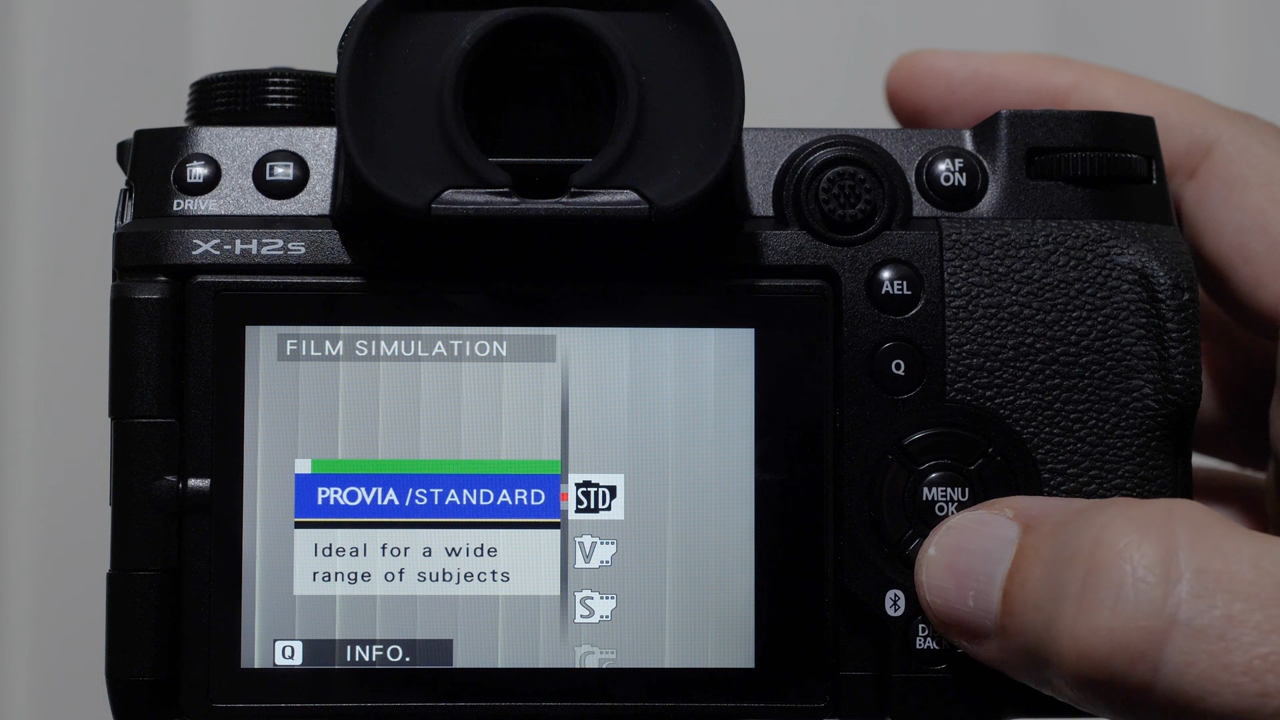 DRIVE
X-H2s
AF
ON
AEL
Q
MENU
OK
FILM SIMULATION
PROVIA /STANDARD
STD
V
S
Ideal for a wide
range of subjects
Q INFO.